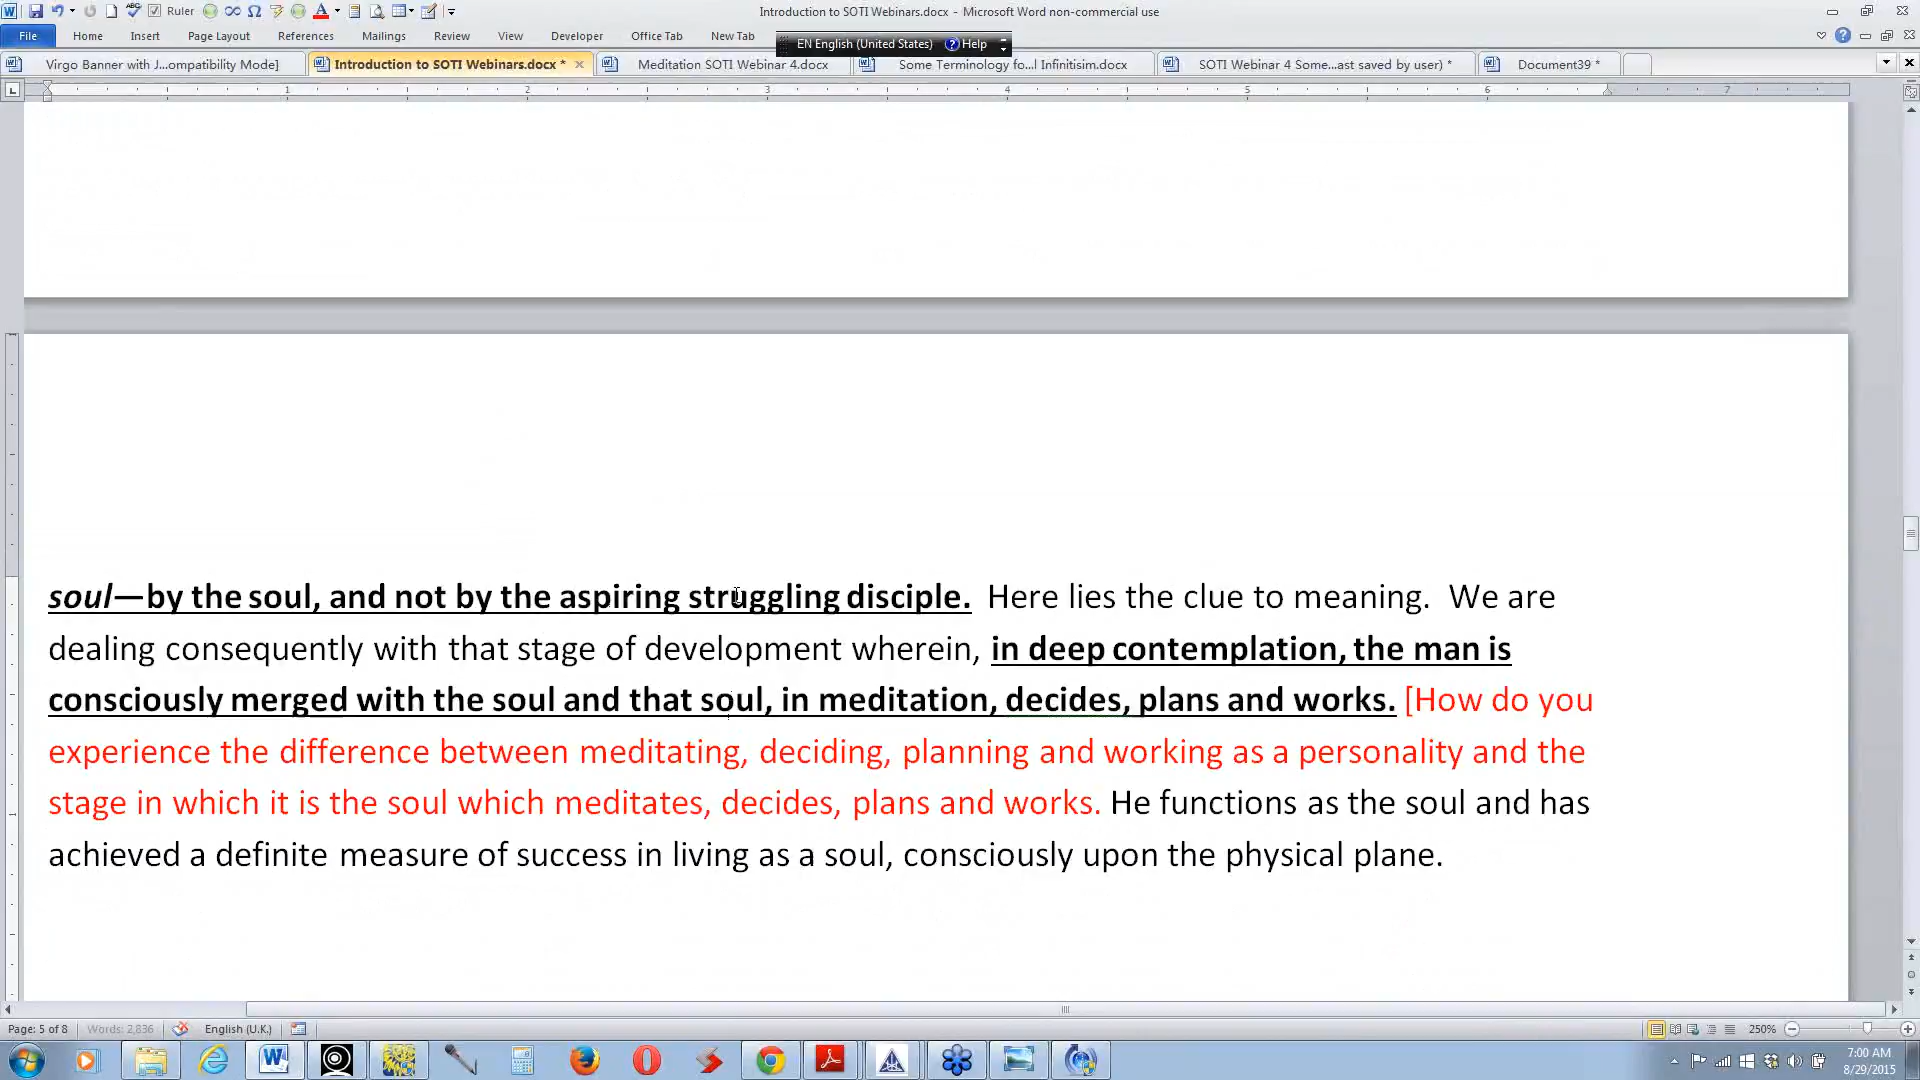 Ruler
Introduction to SOTI Webinars.docx - Microsoft Word non-commercial use
File Home Insert Page Layout References Mailings Review View Developer Office Tab New Tab
EN English (United States) Help
Virgo Banner with J...ompatibility Mode]
Introduction to SOTI Webinars.docx *
Meditation SOTI Webinar 4.docx
Some Terminology fo...l Infinitisim.docx
SOTI Webinar 4 Some...ast saved by user) *
Document39 *
1 2 3 4 5 6 7
soul—by the soul, and not by the aspiring struggling disciple. Here lies the clue to meaning. We are
dealing consequently with that stage of development wherein, in deep contemplation, the man is
consciously merged with the soul and that soul, in meditation, decides, plans and works. [How do you
experience the difference between meditating, deciding, planning and working as a personality and the
stage in which it is the soul which meditates, decides, plans and works. He functions as the soul and has
achieved a definite measure of success in living as a soul, consciously upon the physical plane.
Page: 5 of 8 Words: 2,836 English (U.K.) 250%
7:00 AM
8/29/2015